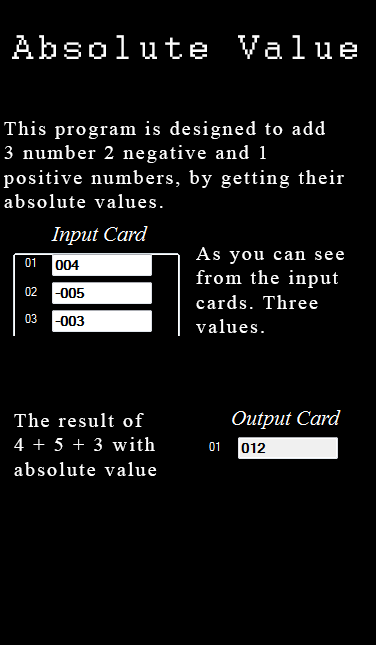 Absolute Value
This program is designed to add
3 number 2 negative and 1
positive numbers, by getting their
absolute values.
Input Card
01 004
02 -005
03 -003
As you can see
from the input
cards. Three
values.
The result of
4 + 5 + 3 with
absolute value
Output Card
01 012